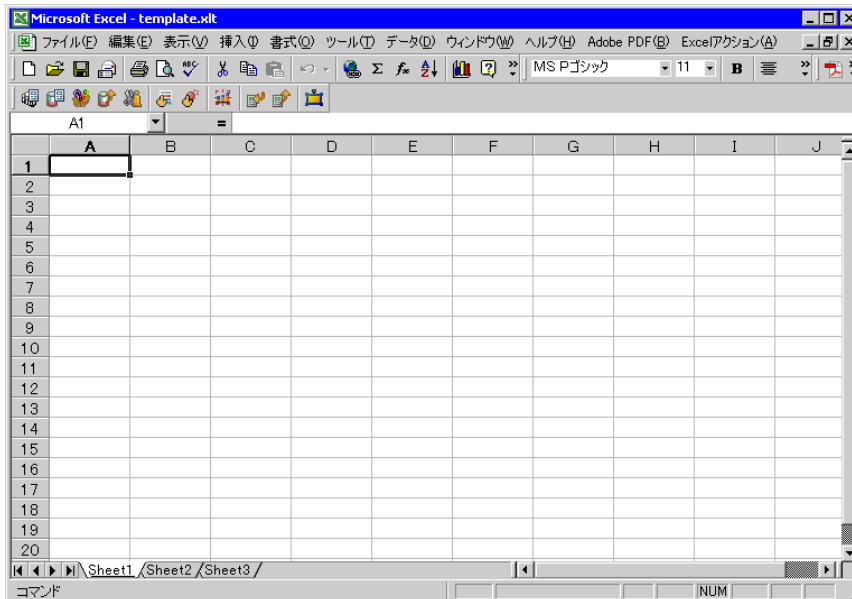 Microsoft Excel - template.xlt
ファイル(F) 編集(E) 表示(V) 挿入(I) 書式(O) ツール(T) データ(D) ウィンドウ(W) ヘルプ(H) Adobe PDF(B) Excelアクション(A)
MS Pゴシック 11 B
A1 =
A B C D E F G H I J
1
2
3
4
5
6
7
8
9
10
11
12
13
14
15
16
17
18
19
20
Sheet1 Sheet2 Sheet3
コマンド NUM